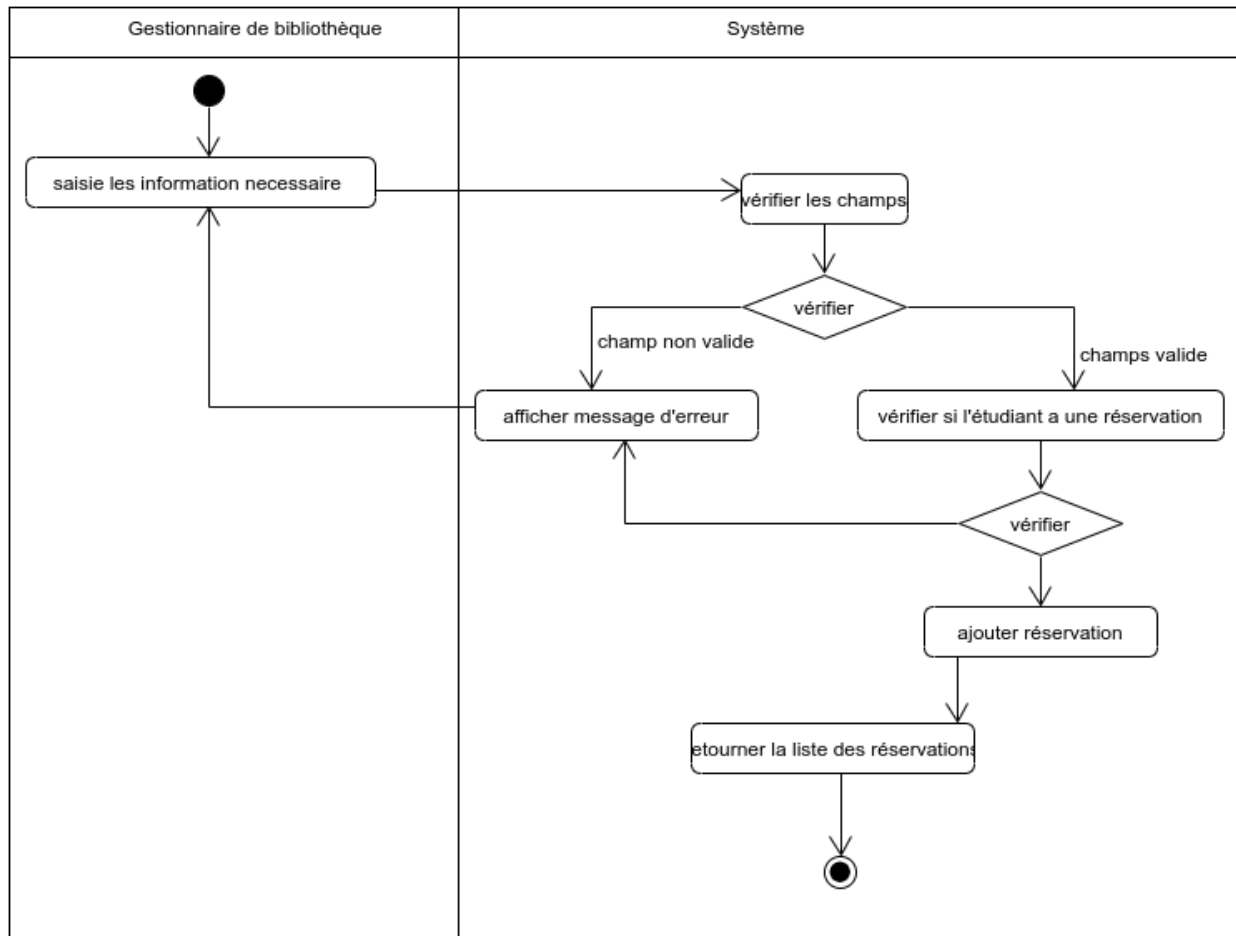 Gestionnaire de bibliothèque
Système
saisie les information necessaire
vérifier les champs
vérifier
champ non valide
champs valide
afficher message d'erreur
vérifier si l'étudiant a une réservation
vérifier
ajouter réservation
etourner la liste des réservations